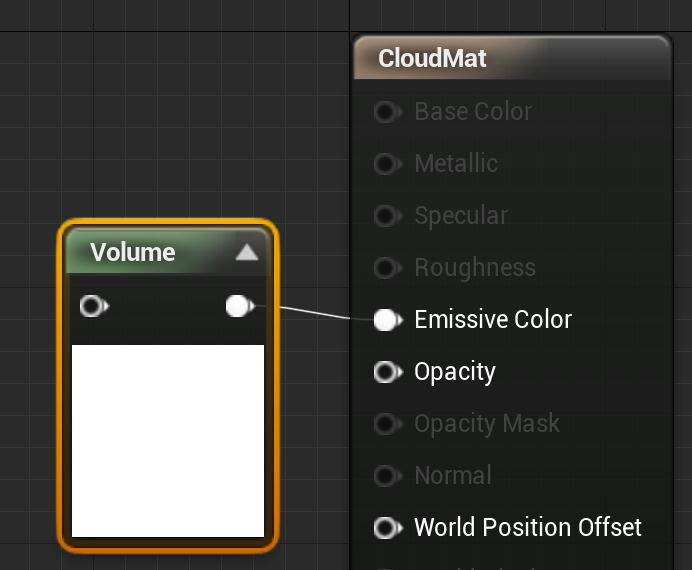 CloudMat
Base Color
Metallic
Specular
Volume
Roughness
Emissive Color
Opacity
Opacity Mask
Normal
World Position Offset